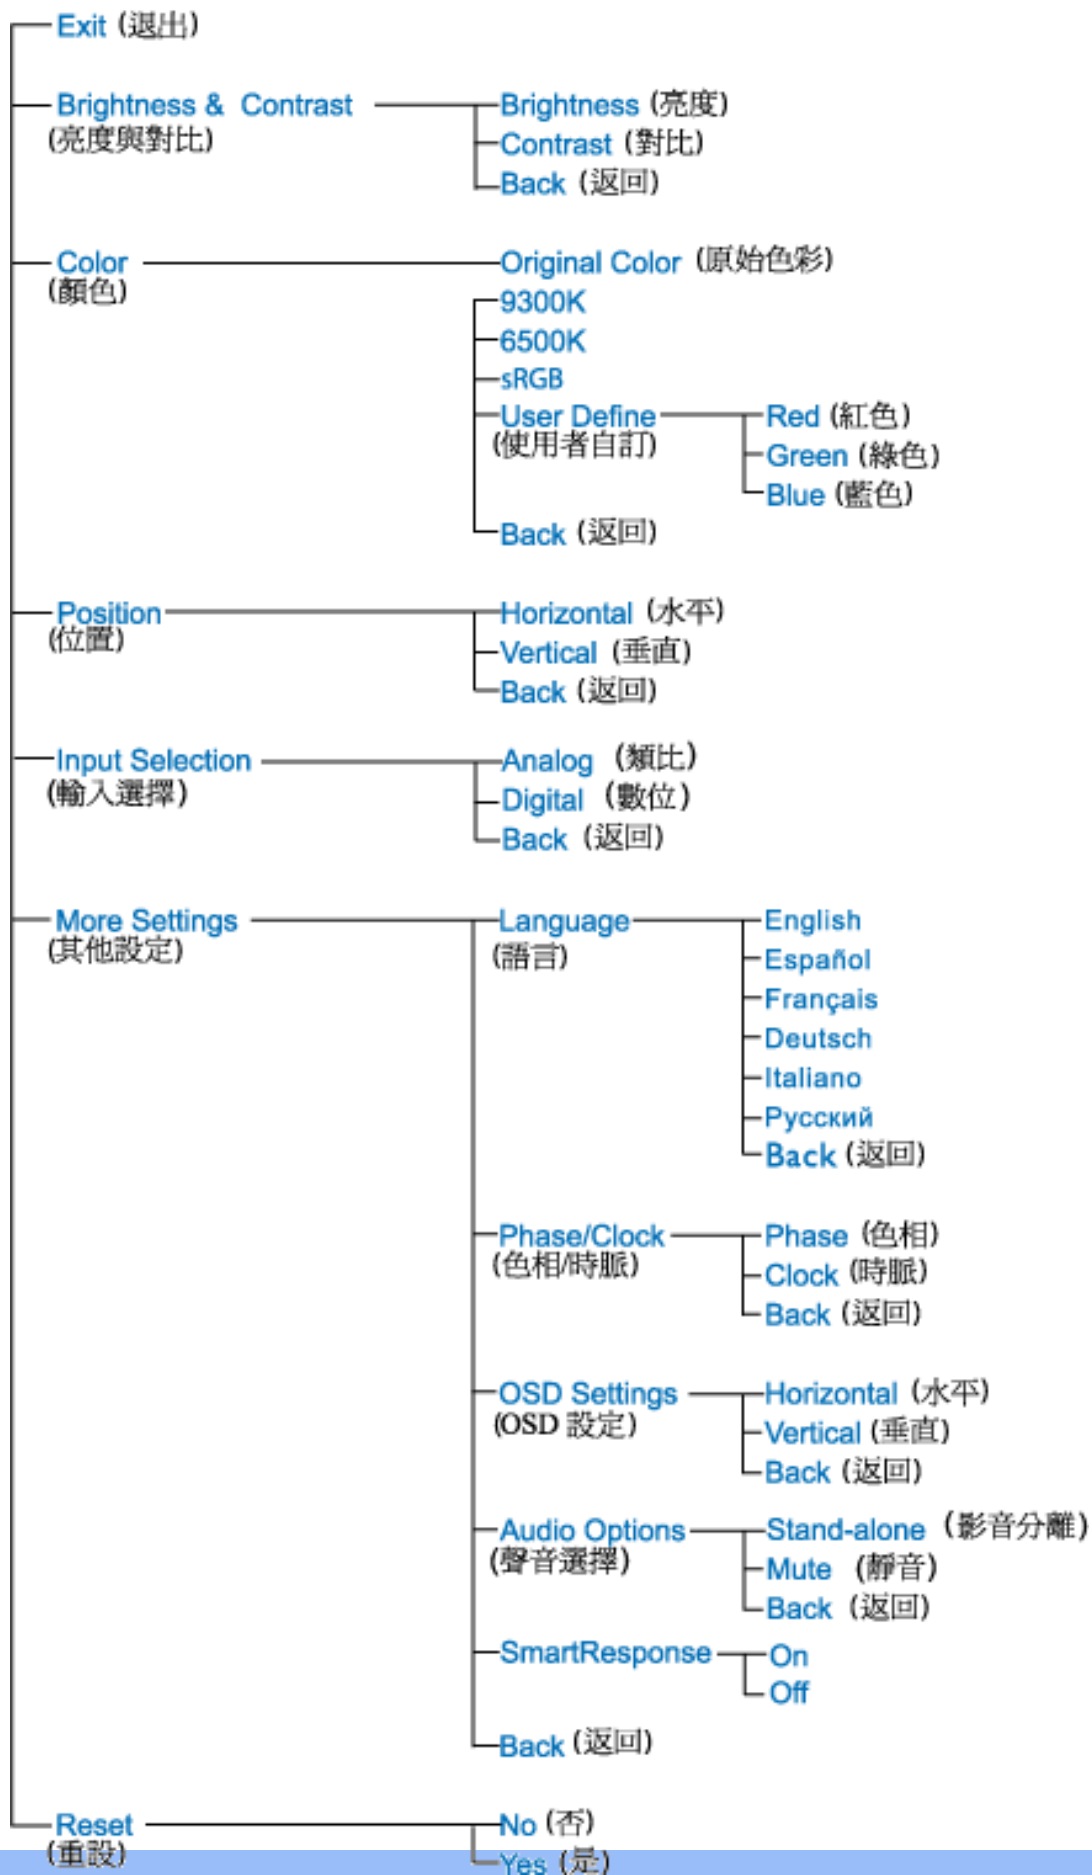 Exit (退出)
Brightness & Contrast
(亮度與對比)
Brightness (亮度)
Contrast (對比)
Back (返回)
Color
(顏色)
Original Color (原始色彩)
9300K
6500K
sRGB
User Define
(使用者自訂)
Red (紅色)
Green (綠色)
Blue (藍色)
Back (返回)
Position
(位置)
Horizontal (水平)
Vertical (垂直)
Back (返回)
Input Selection
(輸入選擇)
Analog (類比)
Digital (數位)
Back (返回)
More Settings
(其他設定)
Language
(語言)
English
Español
Français
Deutsch
Italiano
Русский
Back (返回)
Phase/Clock
(色相/時脈)
Phase (色相)
Clock (時脈)
Back (返回)
OSD Settings
(OSD 設定)
Horizontal (水平)
Vertical (垂直)
Back (返回)
Audio Options
(聲音選擇)
Stand-alone (影音分離)
Mute (靜音)
Back (返回)
SmartResponse
On
Off
Back (返回)
Reset
(重設)
No (否)
Yes (是)